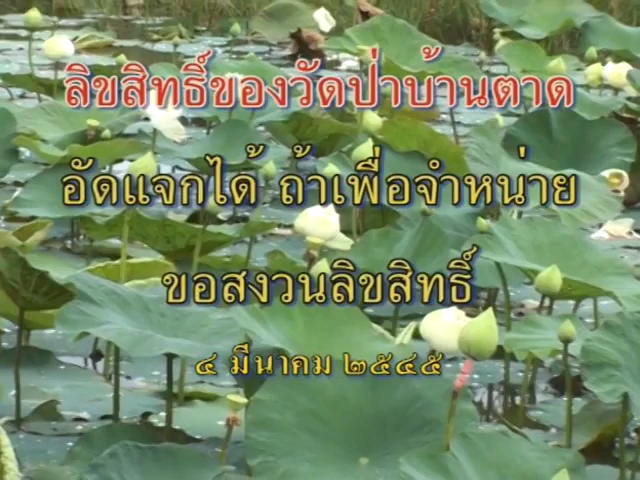 ลิขสิทธิ์ของวัดป่าบ้านตาด
อัดแจกได้ ถ้าเพื่อจำหน่าย
ขอสงวนลิขสิทธิ์
๔ มีนาคม ๒๕๔๕